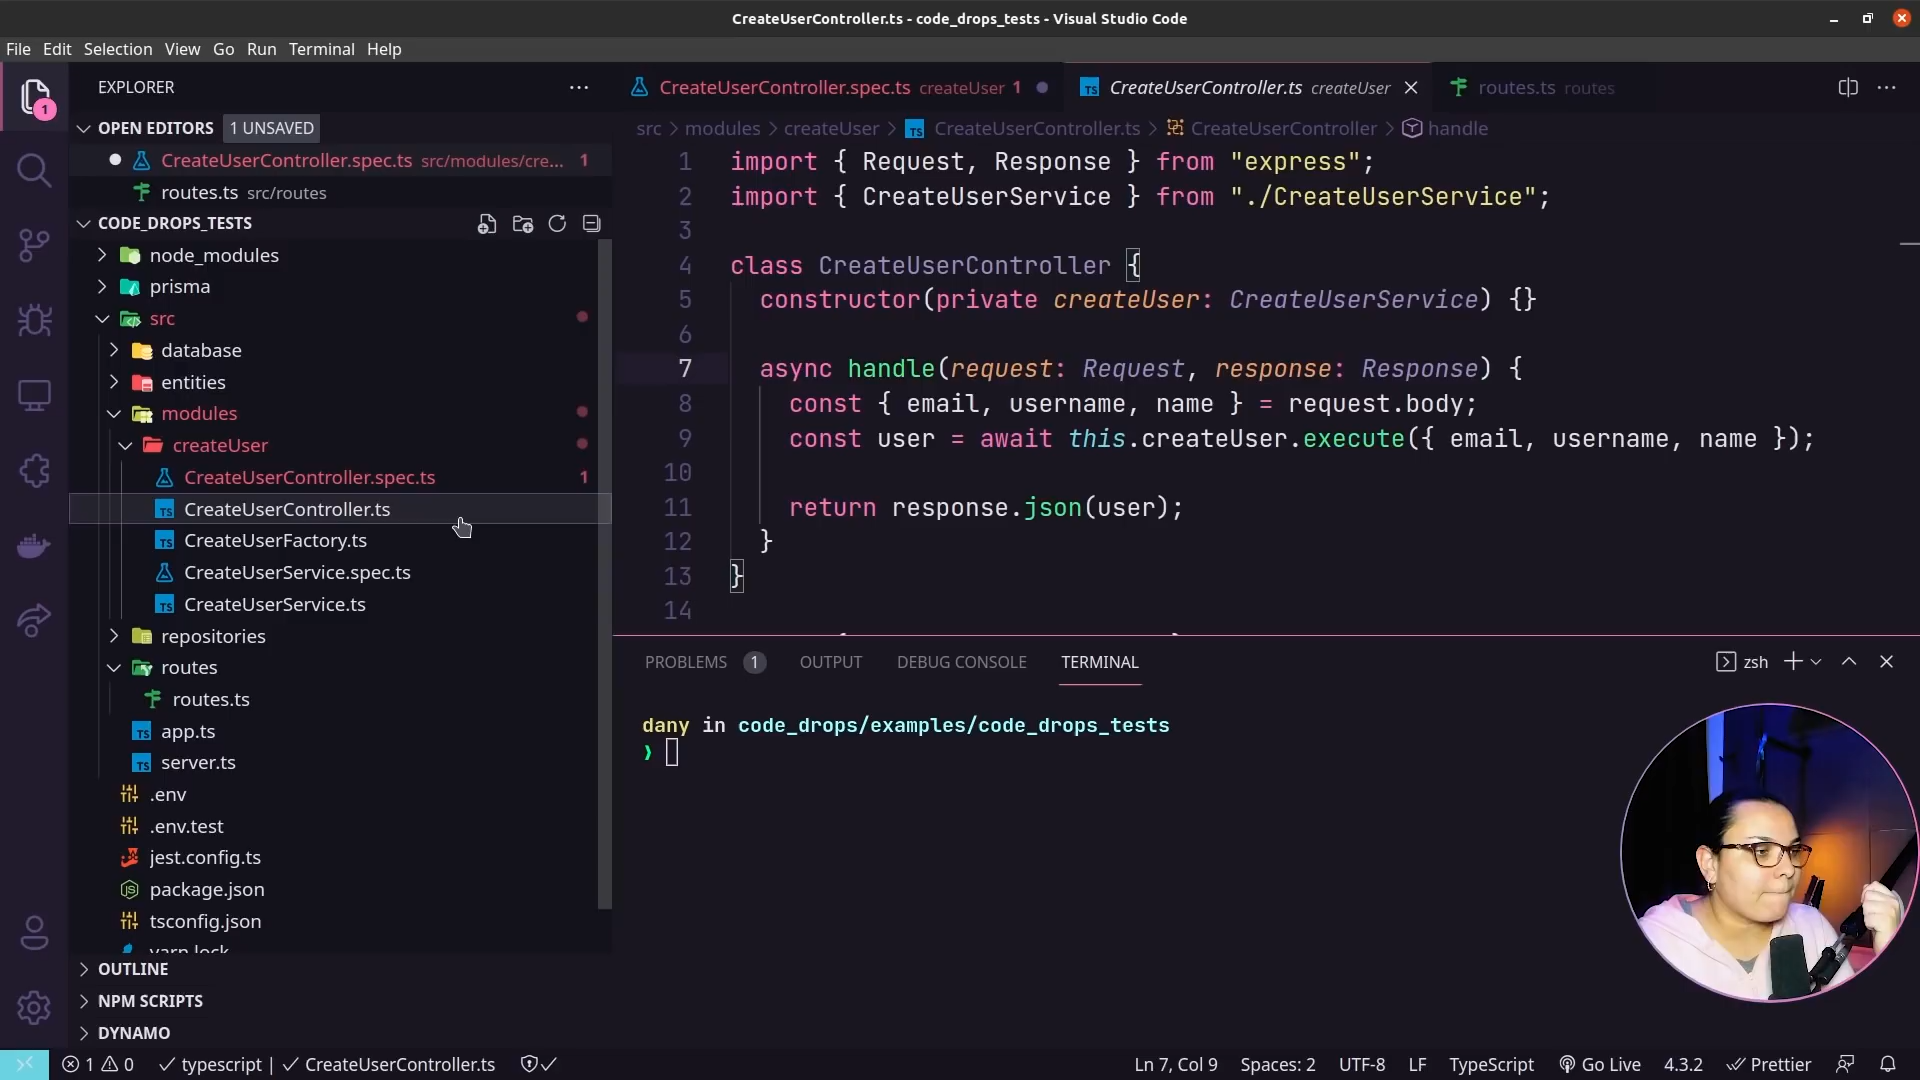 CreateUserController.ts - code_drops_tests - Visual Studio Code
File Edit Selection View Go Run Terminal Help
EXPLORER
OPEN EDITORS 1 UNSAVED
CreateUserController.spec.ts src/modules/cre... 1
routes.ts src/routes
CODE_DROPS_TESTS
node_modules
prisma
src
database
entities
modules
createUser
CreateUserController.spec.ts 1
CreateUserController.ts
CreateUserFactory.ts
CreateUserService.spec.ts
CreateUserService.ts
repositories
routes
routes.ts
app.ts
server.ts
.env
.env.test
jest.config.ts
package.json
tsconfig.json
yarn.lock
OUTLINE
NPM SCRIPTS
DYNAMO
1
CreateUserController.spec.ts createUser 1 CreateUserController.ts createUser routes.ts routes
src > modules > createUser > TS CreateUserController.ts > CreateUserController > handle
1 import { Request, Response } from "express";
2 import { CreateUserService } from "./CreateUserService";
3
4 class CreateUserController {
5 constructor(private createUser: CreateUserService) {}
6
7 async handle(request: Request, response: Response) {
8 const { email, username, name } = request.body;
9 const user = await this.createUser.execute({ email, username, name });
10
11 return response.json(user);
12 }
13 }
14
PROBLEMS 1 OUTPUT DEBUG CONSOLE TERMINAL zsh
dany in code_drops/examples/code_drops_tests
❯
1 0 typescript | CreateUserController.ts Ln 7, Col 9 Spaces: 2 UTF-8 LF TypeScript Go Live 4.3.2 Prettier